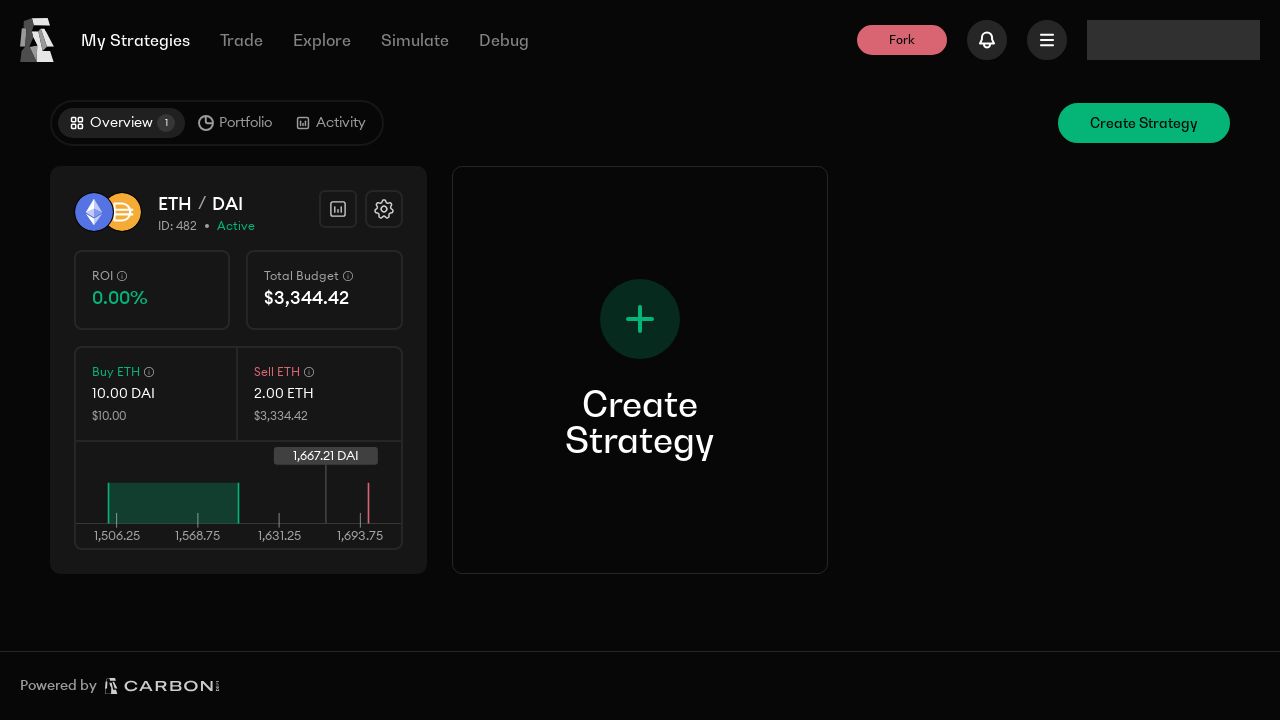 My Strategies
Trade
Explore
Simulate
Debug
Fork
Overview 1
Portfolio
Activity
Create Strategy
ETH / DAI
ID: 482 • Active
ROI
0.00%
Total Budget
$3,344.42
Buy ETH
10.00 DAI
$10.00
Sell ETH
2.00 ETH
$3,334.42
1,667.21 DAI
1,506.25
1,568.75
1,631.25
1,693.75
Create
Strategy
Powered by CARBON